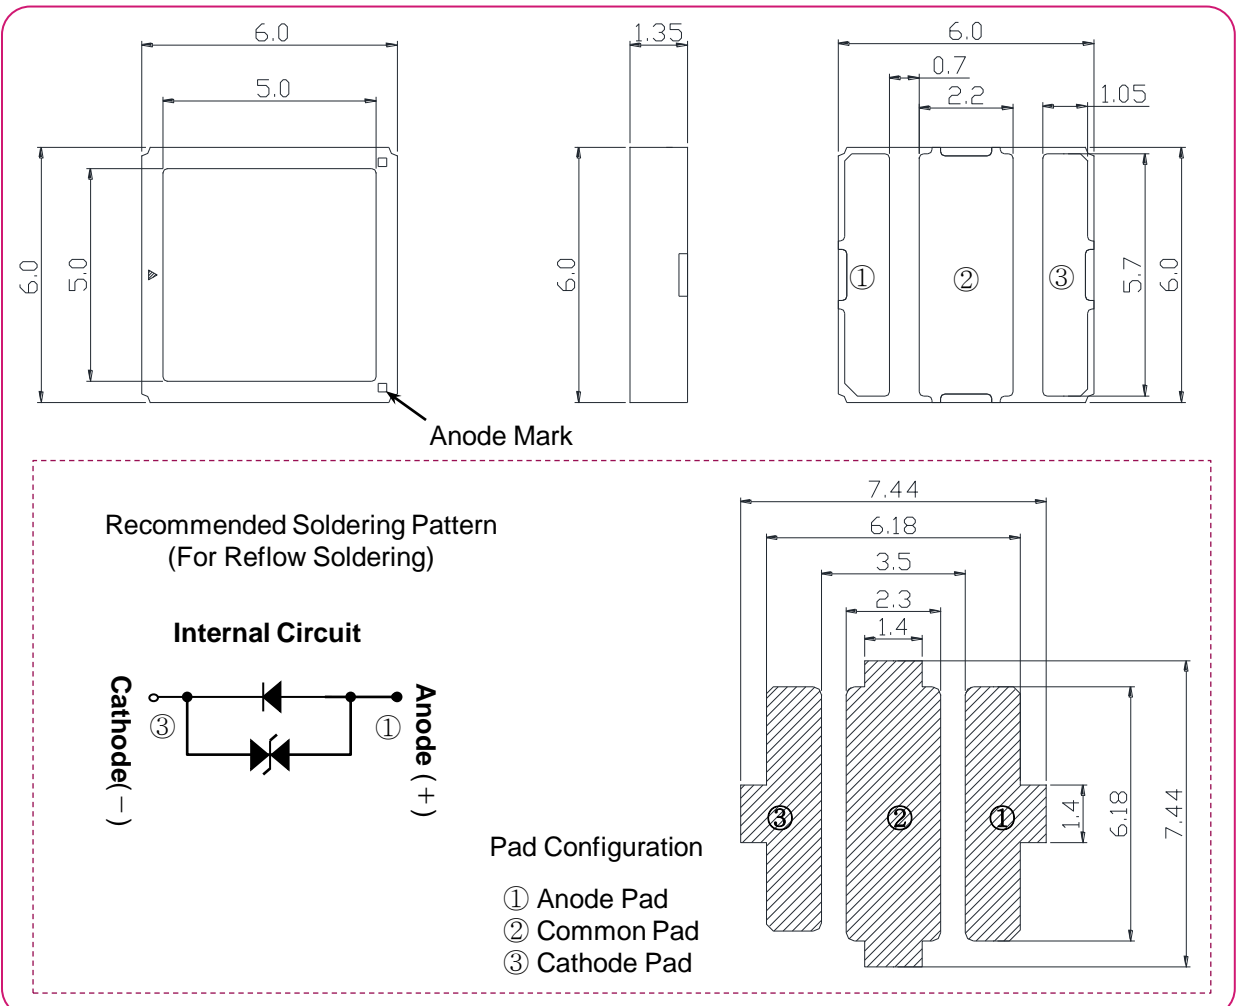 6.0
5.0
6.0
5.0
1.35
6.0
6.0
0.7
2.2
1.05
① ② ③
5.7
6.0
Anode Mark
Recommended Soldering Pattern
(For Reflow Soldering)
Internal Circuit
Cathode(−)
③
①
Anode (+)
Pad Configuration
① Anode Pad
② Common Pad
③ Cathode Pad
7.44
6.18
3.5
2.3
1.4
③ ② ①
1.4
6.18
7.44